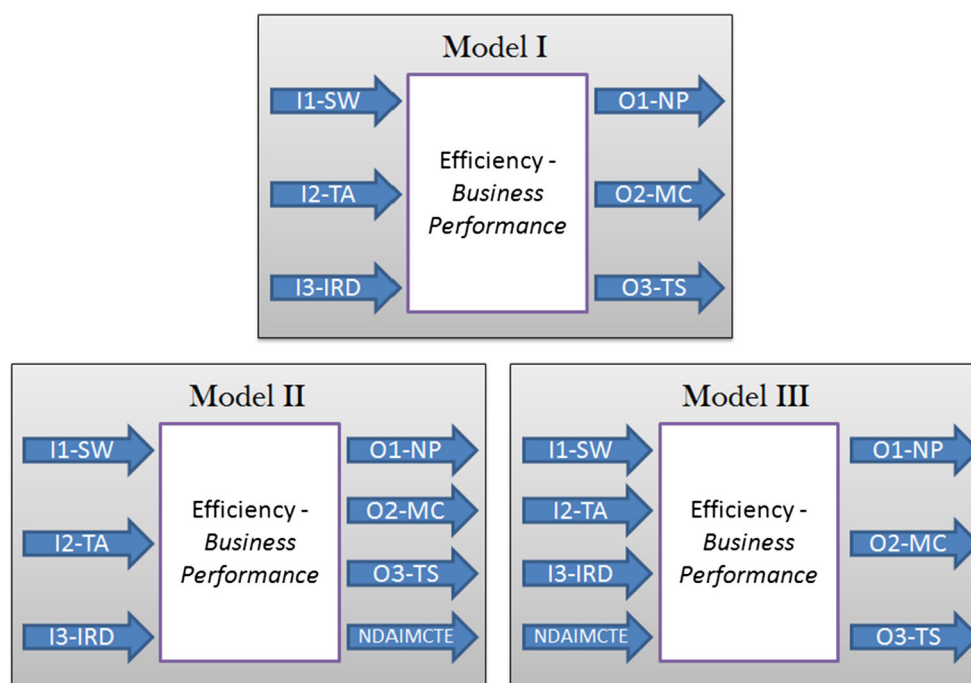 Model I
I1-SW
I2-TA
I3-IRD
Efficiency -
Business
Performance
O1-NP
O2-MC
O3-TS
Model II
I1-SW
I2-TA
I3-IRD
Efficiency -
Business
Performance
O1-NP
O2-MC
O3-TS
NDAIMCTE
Model III
I1-SW
I2-TA
I3-IRD
NDAIMCTE
Efficiency -
Business
Performance
O1-NP
O2-MC
O3-TS